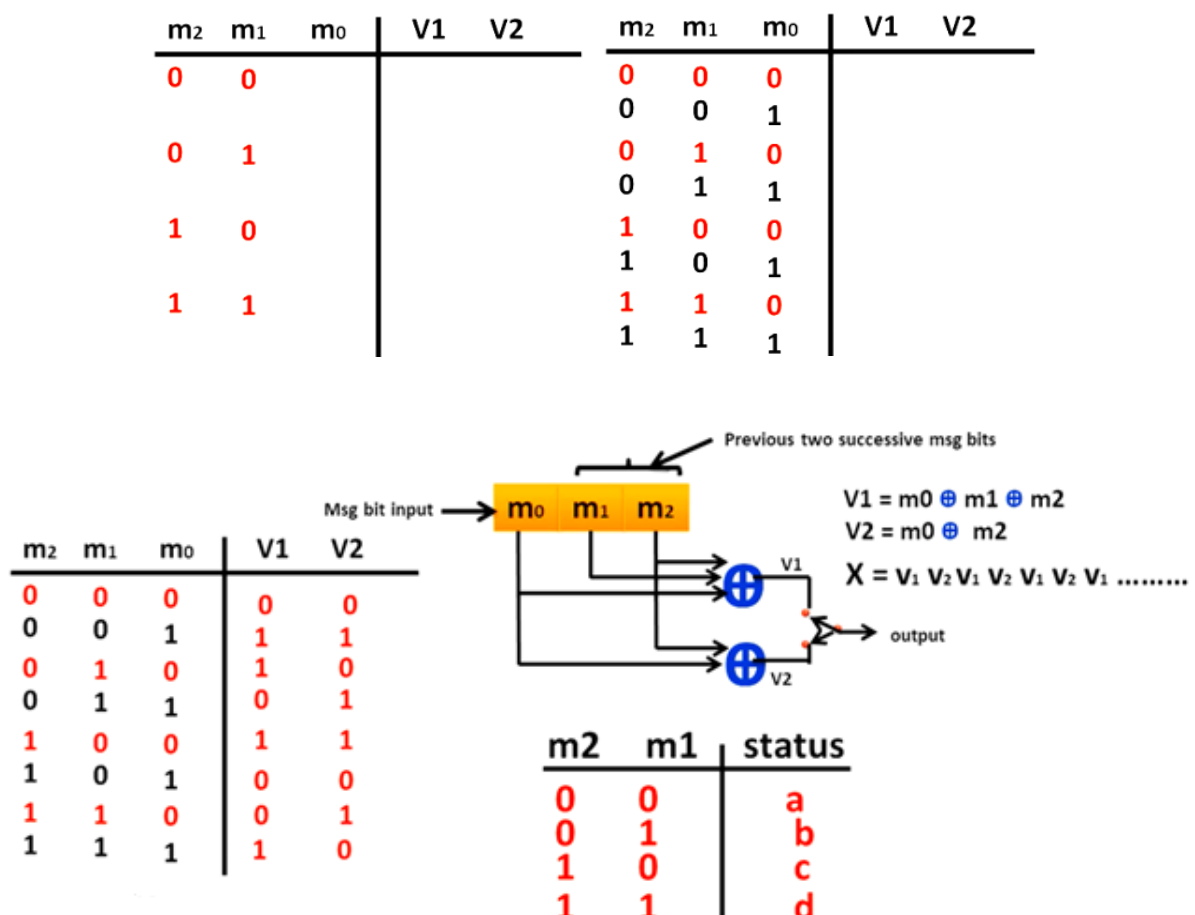 m2 m1 m0 V1 V2
0 0
0 1
1 0
1 1
m2 m1 m0 V1 V2
0 0 0
0 0 1
0 1 0
0 1 1
1 0 0
1 0 1
1 1 0
1 1 1
m2 m1 m0 V1 V2
0 0 0 0 0
0 0 1 1 1
0 1 0 1 0
0 1 1 0 1
1 0 0 1 1
1 0 1 0 0
1 1 0 0 1
1 1 1 1 0
Previous two successive msg bits
Msg bit input
m0 m1 m2
V1
V2
output
V1 = m0 ⊕ m1 ⊕ m2
V2 = m0 ⊕ m2
X = v1 v2 v1 v2 v1 v2 v1 .........
m2 m1 status
0 0 a
0 1 b
1 0 c
1 1 d